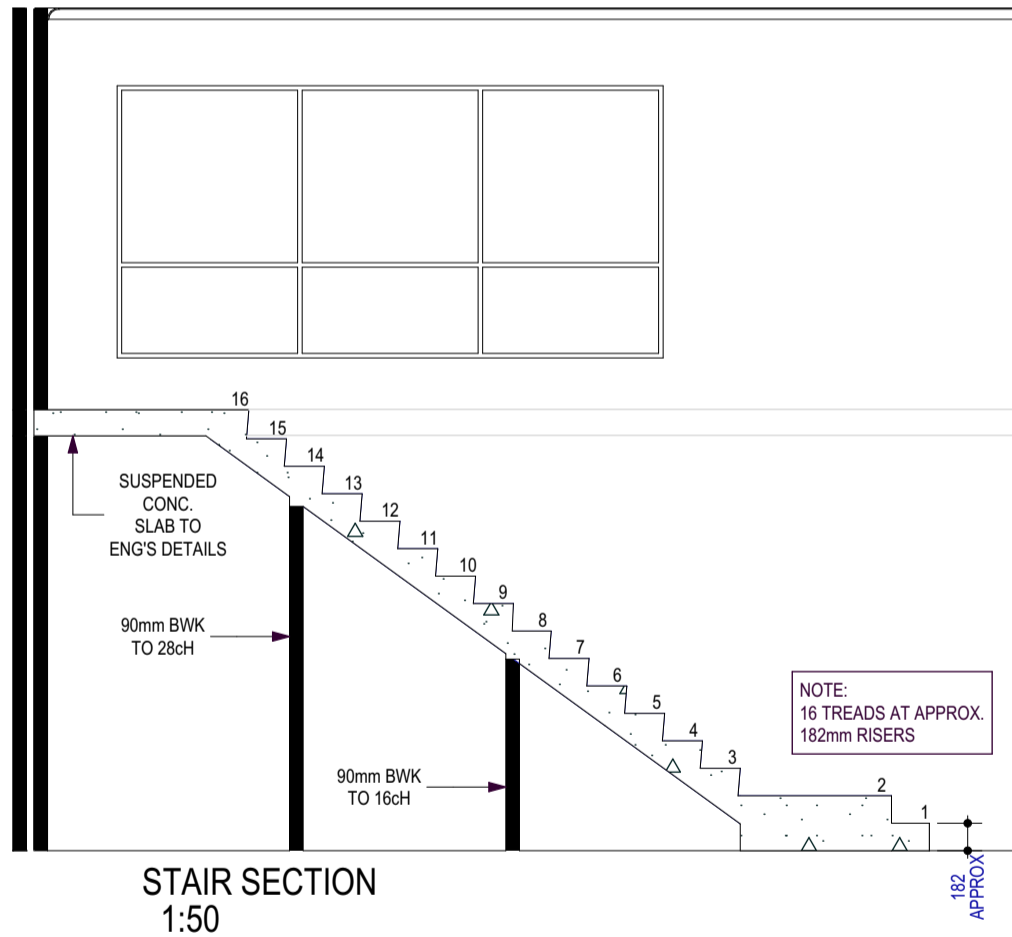 16
15
14
13
12
11
10
9
8
7
6
5
4
3
2
1
SUSPENDED
CONC.
SLAB TO
ENG'S DETAILS
90mm BWK
TO 28cH
90mm BWK
TO 16cH
NOTE:
16 TREADS AT APPROX.
182mm RISERS
182
APPROX
STAIR SECTION
1:50